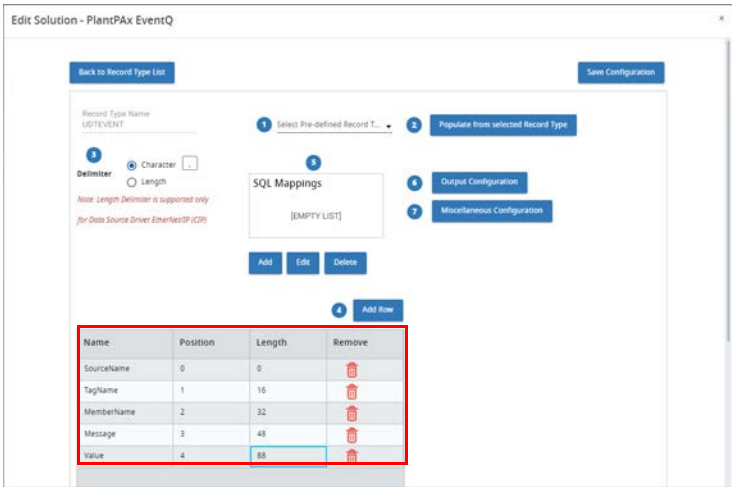 Edit Solution - PlantPAx EventQ
×
Back to Record Type List
Save Configuration
Record Type Name
UDTEVENT
1 Select Pre-defined Record T...
2 Populate from selected Record Type
3
Delimiter
Character ,
Length
Note: Length Delimiter is supported only
for Data Source Driver EtherNet/IP (CIP)
5
SQL Mappings
[EMPTY LIST]
6 Output Configuration
7 Miscellaneous Configuration
Add Edit Delete
4 Add Row
Name Position Length Remove
SourceName 0 0
TagName 1 16
MemberName 2 32
Message 3 48
Value 4 88